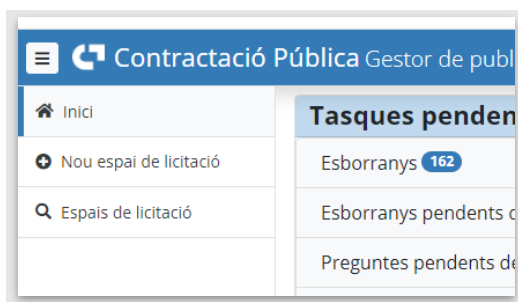 Contractació Pública Gestor de publ
Inici
Nou espai de licitació
Espais de licitació
Tasques penden
Esborranys 162
Esborranys pendents
Preguntes pendents de